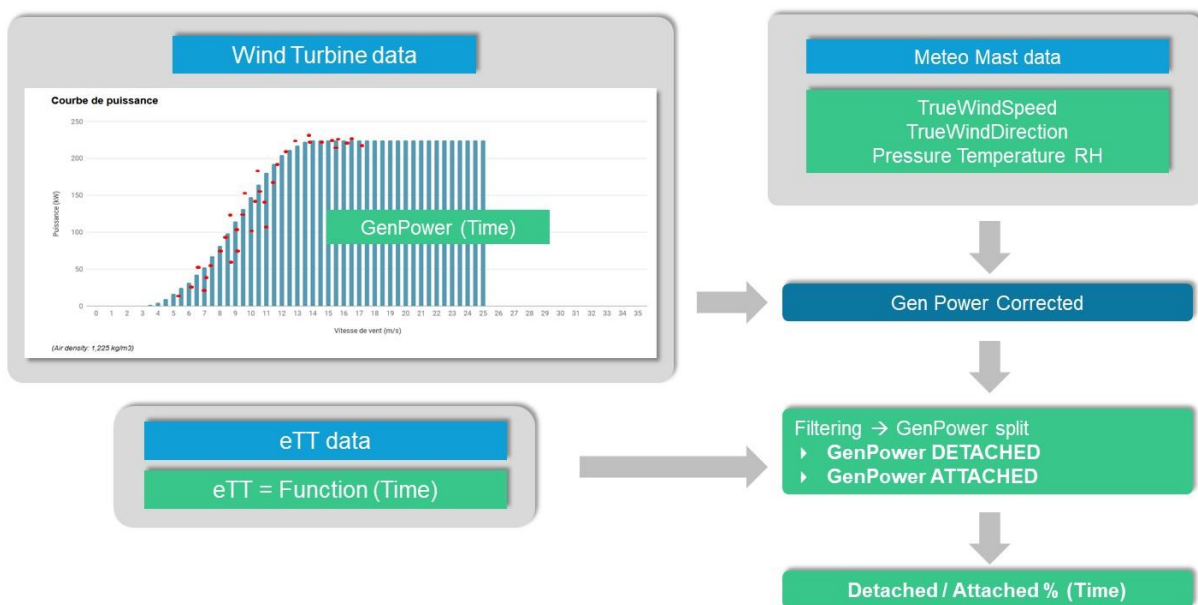 Wind Turbine data
Courbe de puissance
250
200
150
100
50
0
Puissance (kW)
GenPower (Time)
0 1 2 3 4 5 6 7 8 9 10 11 12 13 14 15 16 17 18 19 20 21 22 23 24 25 26 27 28 29 30 31 32 33 34 35
Vitesse de vent (m/s)
(Air density: 1,225 kg/m3)
Meteo Mast data
TrueWindSpeed
TrueWindDirection
Pressure Temperature RH
Gen Power Corrected
eTT data
eTT = Function (Time)
Filtering → GenPower split
GenPower DETACHED
GenPower ATTACHED
Detached / Attached % (Time)